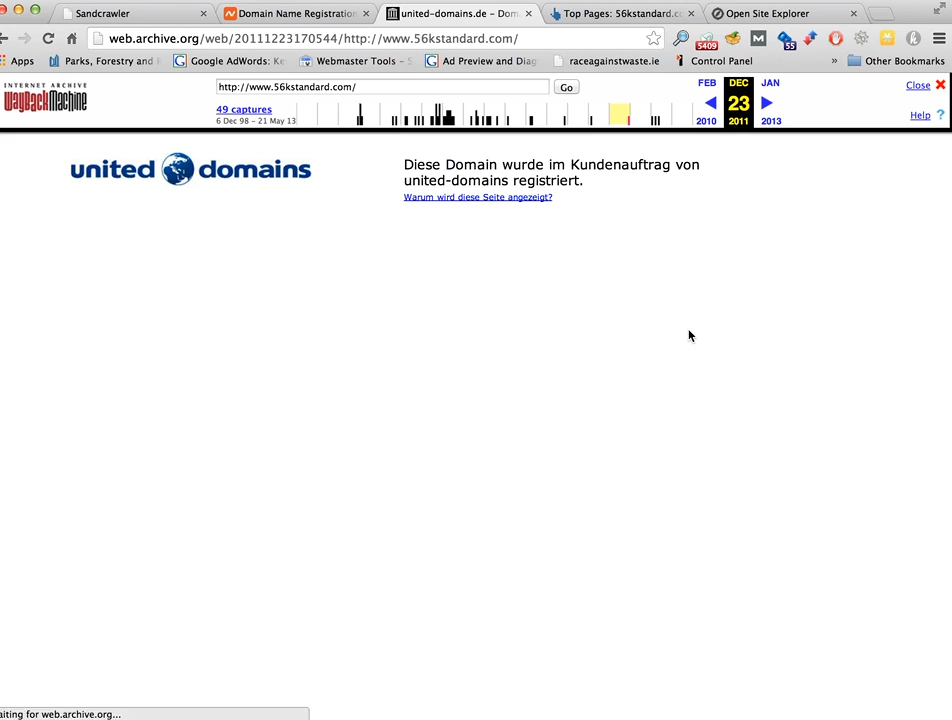 Sandcrawler
Domain Name Registration
united-domains.de – Dom
Top Pages: 56kstandard.c
Open Site Explorer
web.archive.org/web/20111223170544/http://www.56kstandard.com/
5409
55
Apps
Parks, Forestry and
Google AdWords: Ke
Webmaster Tools –
Ad Preview and Diag
raceagainstwaste.ie
Control Panel
»
Other Bookmarks
INTERNET ARCHIVE
WayBackMachine
http://www.56kstandard.com/
Go
49 captures
6 Dec 98 – 21 May 13
FEB
DEC
JAN
23
2010
2011
2013
Close
Help
?
united domains
Diese Domain wurde im Kundenauftrag von
united-domains registriert.
Warum wird diese Seite angezeigt?
aiting for web.archive.org...